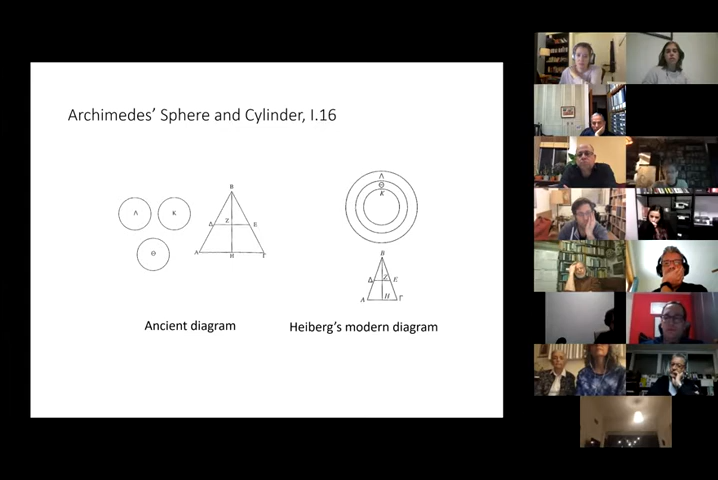 Archimedes' Sphere and Cylinder, I.16
Λ
K
Θ
B
Δ
Z
E
A
H
Γ
Λ
Θ
K
B
Δ
Z
E
A
H
Γ
Ancient diagram
Heiberg's modern diagram